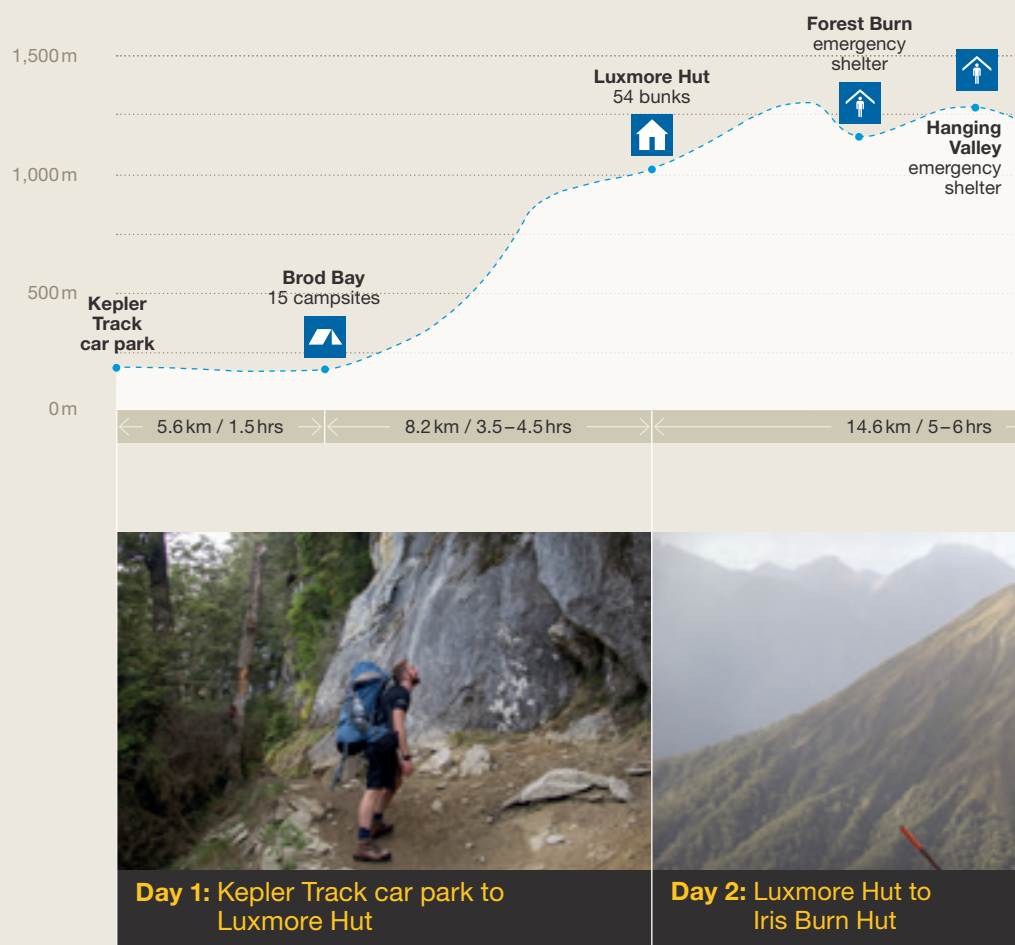 1,500 m
1,000 m
500 m
0 m
Kepler
Track
car park
Brod Bay
15 campsites
Luxmore Hut
54 bunks
Forest Burn
emergency
shelter
Hanging
Valley
emergency
shelter
5.6 km / 1.5 hrs
8.2 km / 3.5–4.5 hrs
14.6 km / 5–6 hrs
Day 1: Kepler Track car park to
Luxmore Hut
Day 2: Luxmore Hut to
Iris Burn Hut